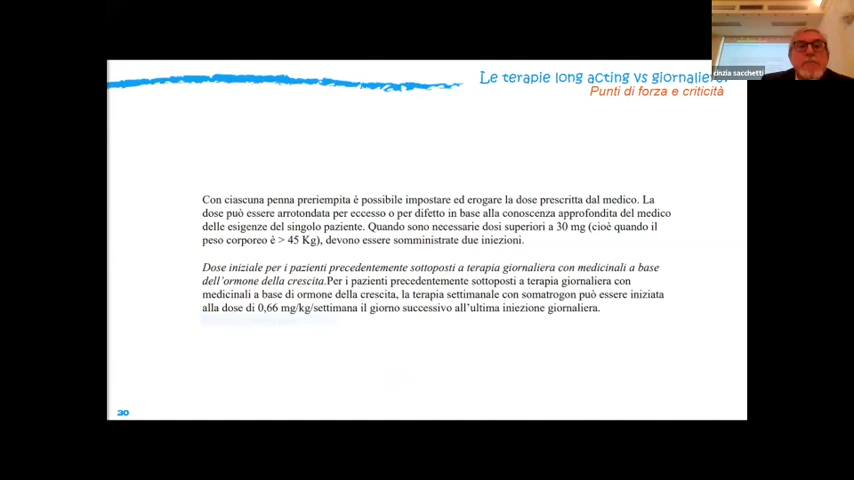 cinzia sacchetti
Le terapie long acting vs giornaliera:
Punti di forza e criticità
Con ciascuna penna preriempita è possibile impostare ed erogare la dose prescritta dal medico. La
dose può essere arrotondata per eccesso o per difetto in base alla conoscenza approfondita del medico
delle esigenze del singolo paziente. Quando sono necessarie dosi superiori a 30 mg (cioè quando il
peso corporeo è > 45 Kg), devono essere somministrate due iniezioni.
Dose iniziale per i pazienti precedentemente sottoposti a terapia giornaliera con medicinali a base
dell'ormone della crescita.Per i pazienti precedentemente sottoposti a terapia giornaliera con
medicinali a base di ormone della crescita, la terapia settimanale con somatrogon può essere iniziata
alla dose di 0,66 mg/kg/settimana il giorno successivo all'ultima iniezione giornaliera.
30